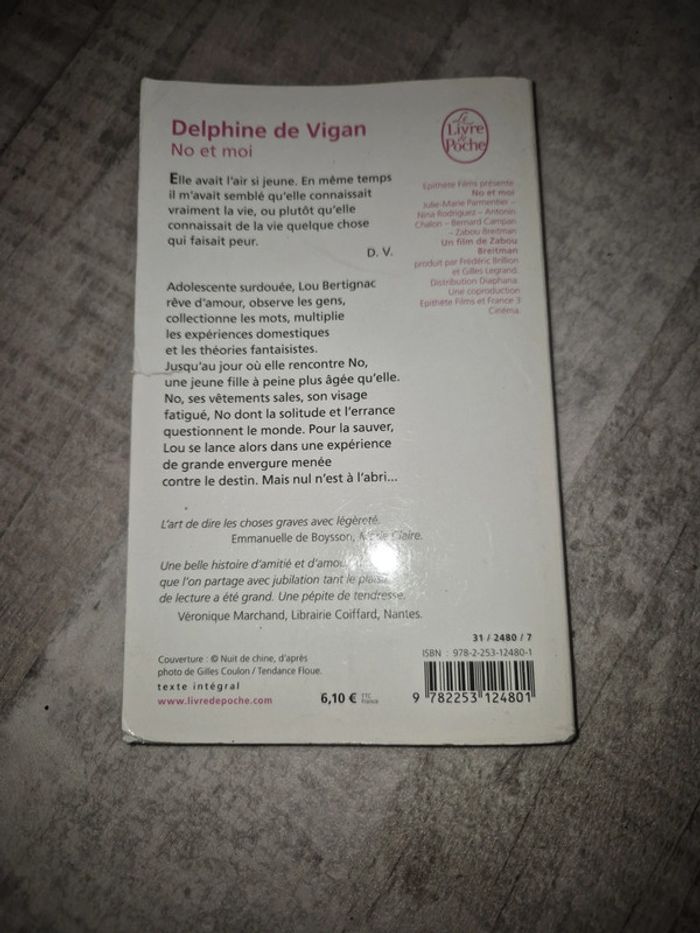 Delphine de Vigan
No et moi
Le
Livre
de
Poche
Elle avait l'air si jeune. En même temps
il m'avait semblé qu'elle connaissait
vraiment la vie, ou plutôt qu'elle
connaissait de la vie quelque chose
qui faisait peur.
D. V.
Epithète Films présente
No et moi
Julie-Marie Parmentier –
Nina Rodriguez – Antonin
Chalon – Bernard Campan
– Zabou Breitman
Un film de Zabou
Breitman
produit par Frédéric Brillion
et Gilles Legrand.
Distribution Diaphana.
Une coproduction
Epithète Films et France 3
Cinéma.
Adolescente surdouée, Lou Bertignac
rêve d'amour, observe les gens,
collectionne les mots, multiplie
les expériences domestiques
et les théories fantaisistes.
Jusqu'au jour où elle rencontre No,
une jeune fille à peine plus âgée qu'elle.
No, ses vêtements sales, son visage
fatigué, No dont la solitude et l'errance
questionnent le monde. Pour la sauver,
Lou se lance alors dans une expérience
de grande envergure menée
contre le destin. Mais nul n'est à l'abri...
L'art de dire les choses graves avec légèreté.
Emmanuelle de Boysson, Marie Claire.
Une belle histoire d'amitié et d'amour
que l'on partage avec jubilation tant le plaisir
de lecture a été grand. Une pépite de tendresse.
Véronique Marchand, Librairie Coiffard, Nantes.
31 / 2480 / 7
ISBN : 978-2-253-12480-1
Couverture : © Nuit de chine, d'après
photo de Gilles Coulon / Tendance Floue.
texte intégral
www.livredepoche.com
6,10 € TTC
France
9 782253 124801